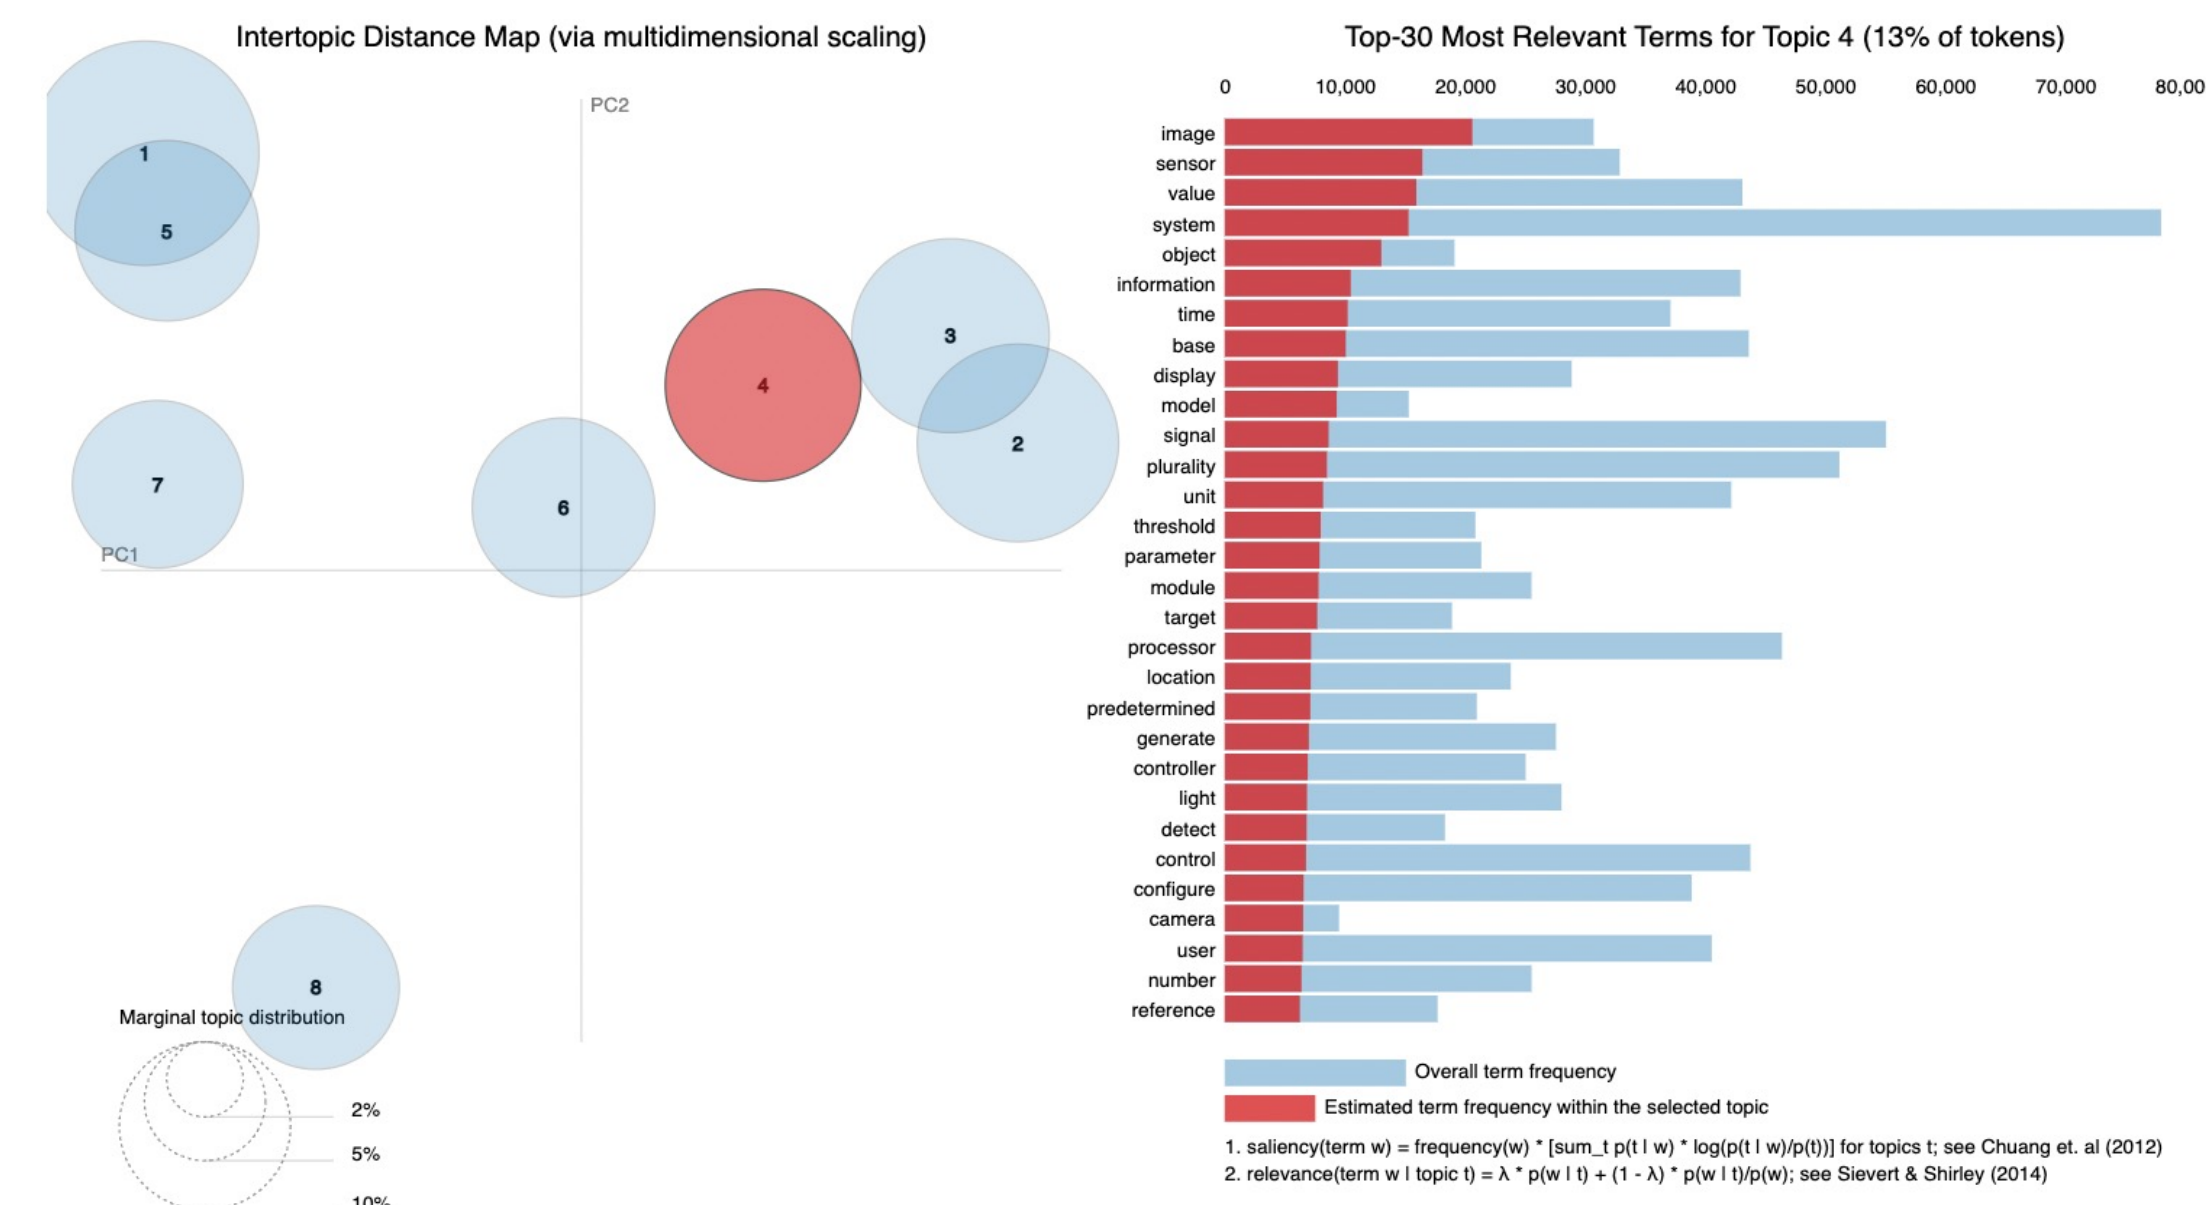 Intertopic Distance Map (via multidimensional scaling)
PC2
1
5
3
4
2
7
6
PC1
8
Marginal topic distribution
2%
5%
10%
Top-30 Most Relevant Terms for Topic 4 (13% of tokens)
0 10,000 20,000 30,000 40,000 50,000 60,000 70,000 80,00
image
sensor
value
system
object
information
time
base
display
model
signal
plurality
unit
threshold
parameter
module
target
processor
location
predetermined
generate
controller
light
detect
control
configure
camera
user
number
reference
Overall term frequency
Estimated term frequency within the selected topic
1. saliency(term w) = frequency(w) * [sum_t p(t | w) * log(p(t | w)/p(t))] for topics t; see Chuang et. al (2012)
2. relevance(term w | topic t) = λ * p(w | t) + (1 - λ) * p(w | t)/p(w); see Sievert & Shirley (2014)